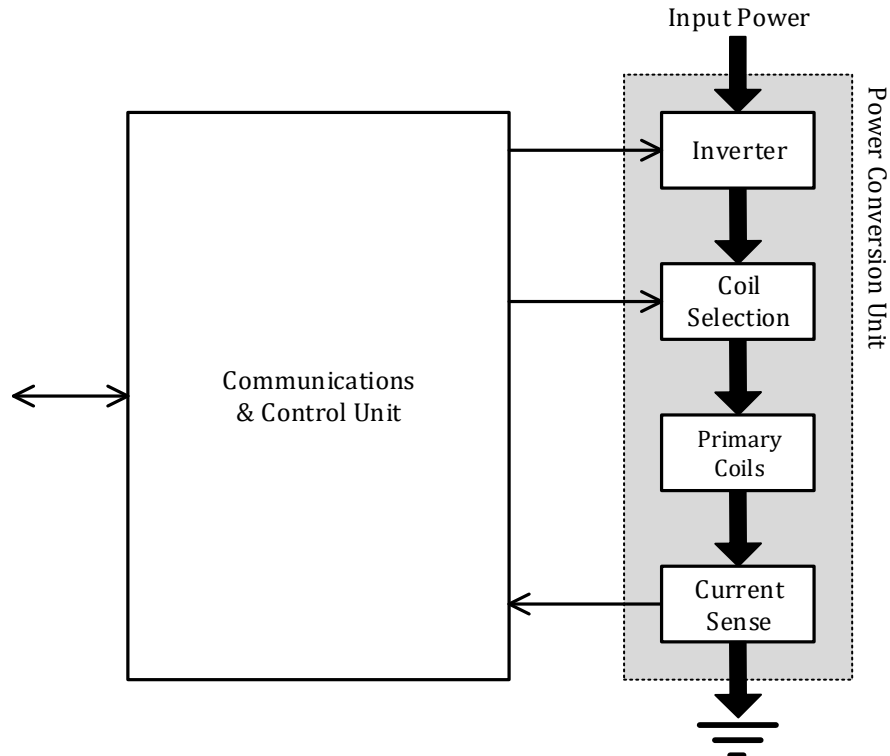 Input Power
Power Conversion Unit
Inverter
Coil
Selection
Communications
& Control Unit
Primary
Coils
Current
Sense